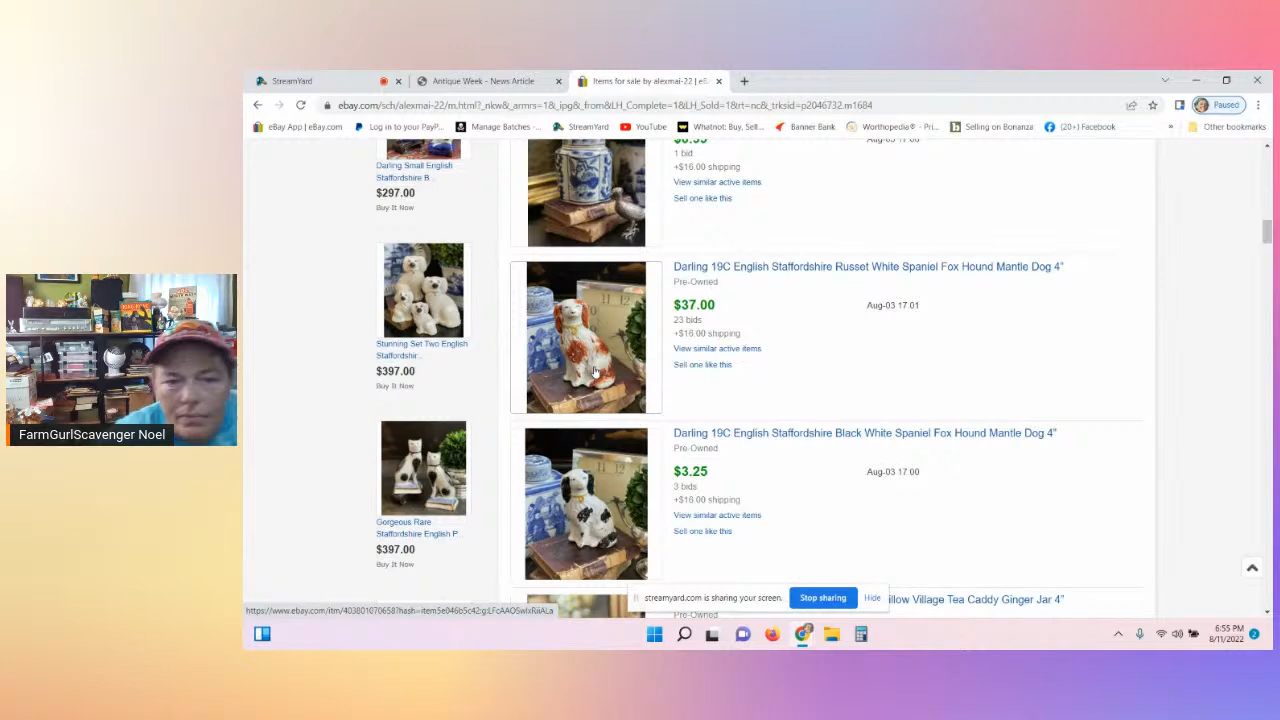 StreamYard
Antique Week - News Article
Items for sale by alexmai-22 | eB
ebay.com/sch/alexmai-22/m.html?_nkw&_armrs=1&_ipg&_from&LH_Complete=1&LH_Sold=1&rt=nc&_trksid=p2046732.m1684
Paused
eBay App | eBay.com
Log in to your PayP...
Manage Batches -...
StreamYard
YouTube
Whatnot: Buy, Sell,...
Banner Bank
Worthopedia® - Pri...
Selling on Bonanza
(20+) Facebook
»
Other bookmarks
Darling Small English
Staffordshire B...
$297.00
Buy It Now
1 bid
+$16.00 shipping
View similar active items
Sell one like this
Stunning Set Two English
Staffordshir...
$397.00
Buy It Now
Darling 19C English Staffordshire Russet White Spaniel Fox Hound Mantle Dog 4"
Pre-Owned
$37.00
Aug-03 17:01
23 bids
+$16.00 shipping
View similar active items
Sell one like this
Gorgeous Rare
Staffordshire English P...
$397.00
Buy It Now
Darling 19C English Staffordshire Black White Spaniel Fox Hound Mantle Dog 4"
Pre-Owned
$3.25
Aug-03 17:00
3 bids
+$16.00 shipping
View similar active items
Sell one like this
illow Village Tea Caddy Ginger Jar 4"
streamyard.com is sharing your screen.
Stop sharing
Hide
FarmGurlScavenger Noel
6:55 PM
8/11/2022
2